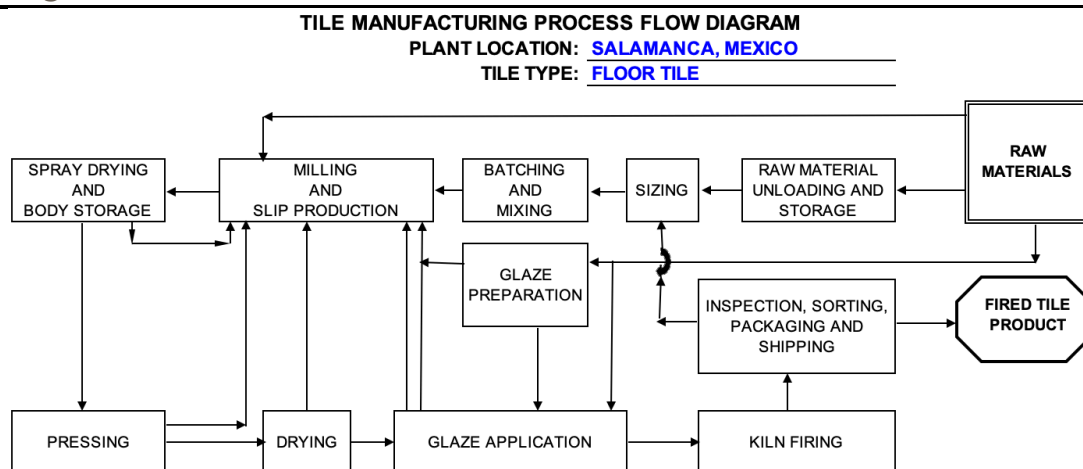 TILE MANUFACTURING PROCESS FLOW DIAGRAM
PLANT LOCATION: SALAMANCA, MEXICO
TILE TYPE: FLOOR TILE
SPRAY DRYING
AND
BODY STORAGE
MILLING
AND
SLIP PRODUCTION
BATCHING
AND
MIXING
SIZING
RAW MATERIAL
UNLOADING AND
STORAGE
RAW
MATERIALS
GLAZE
PREPARATION
INSPECTION, SORTING,
PACKAGING AND
SHIPPING
FIRED TILE
PRODUCT
PRESSING
DRYING
GLAZE APPLICATION
KILN FIRING